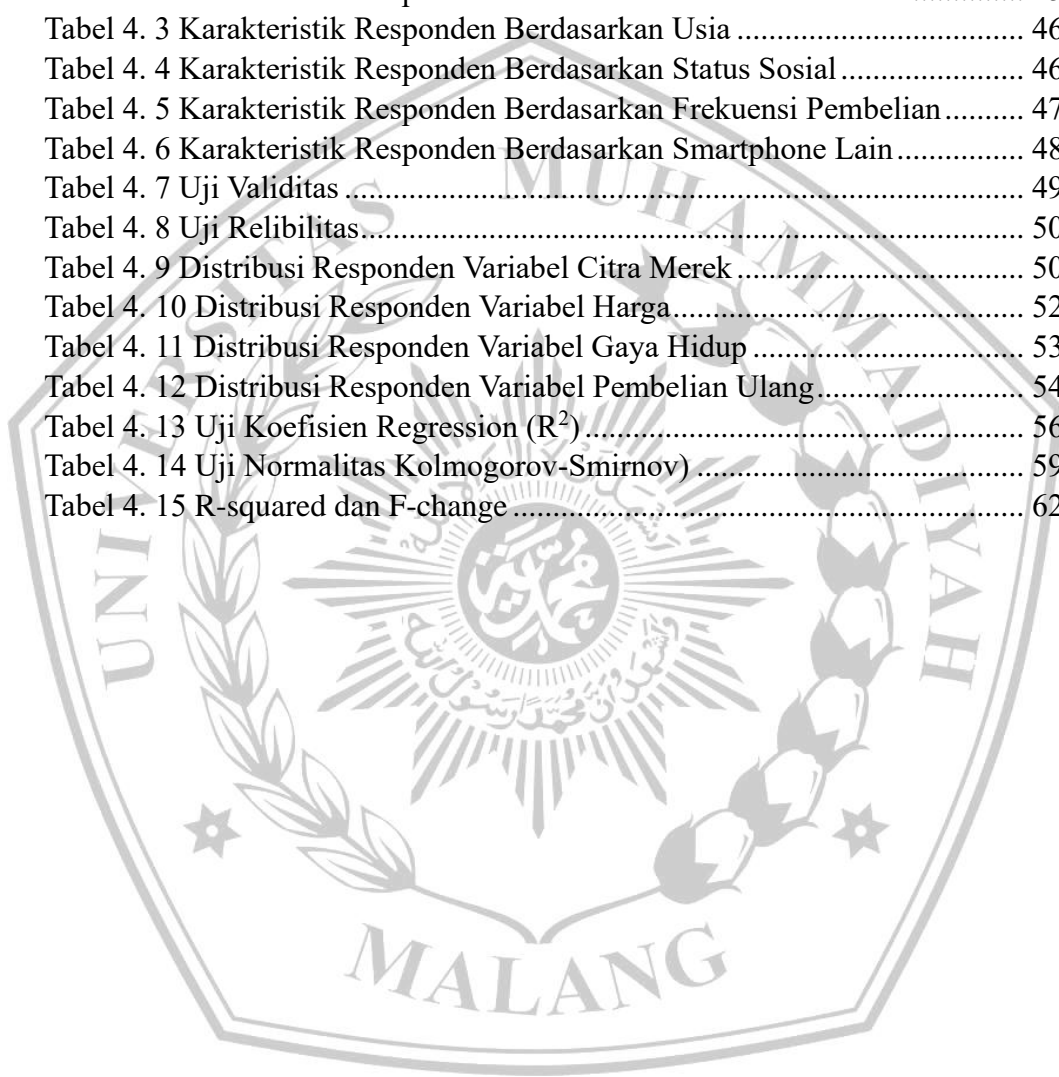 Tabel 4. 3 Karakteristik Responden Berdasarkan Usia ................................. 46
Tabel 4. 4 Karakteristik Responden Berdasarkan Status Sosial ..................... 46
Tabel 4. 5 Karakteristik Responden Berdasarkan Frekuensi Pembelian .......... 47
Tabel 4. 6 Karakteristik Responden Berdasarkan Smartphone Lain .............. 48
Tabel 4. 7 Uji Validitas .............................................................................. 49
Tabel 4. 8 Uji Relibilitas ............................................................................ 50
Tabel 4. 9 Distribusi Responden Variabel Citra Merek ................................. 50
Tabel 4. 10 Distribusi Responden Variabel Harga ........................................ 52
Tabel 4. 11 Distribusi Responden Variabel Gaya Hidup ............................... 53
Tabel 4. 12 Distribusi Responden Variabel Pembelian Ulang ........................ 54
Tabel 4. 13 Uji Koefisien Regression (R²) ................................................... 56
Tabel 4. 14 Uji Normalitas Kolmogorov-Smirnov) ...................................... 59
Tabel 4. 15 R-squared dan F-change ........................................................... 62
UNIVERSITAS MUHAMMADIYAH
MALANG